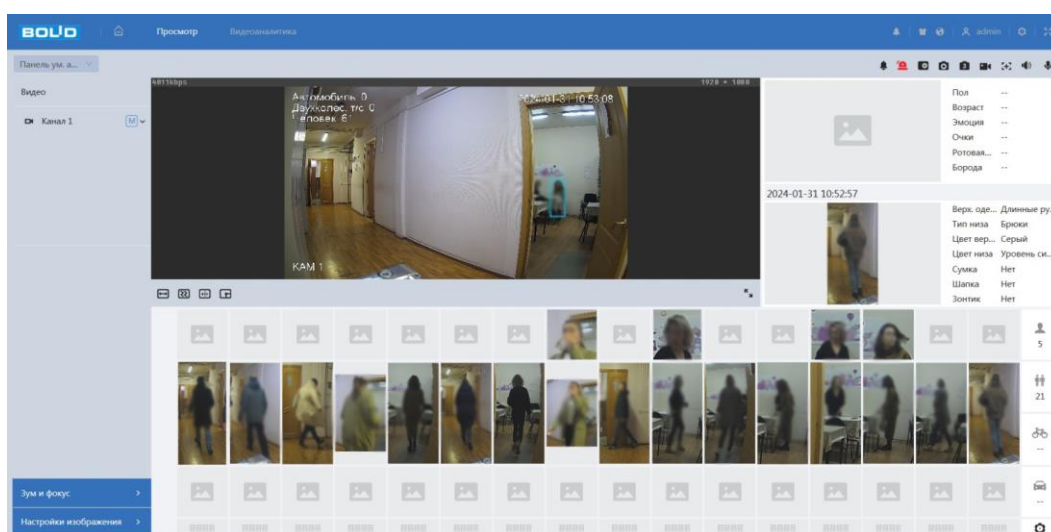 BOLID
Просмотр
Видеоаналитика
admin
Панель ум. а...
Видео
Канал 1
M
4011kbps
1920 * 1080
Автомобиль: 0
Двухколес. т/с: 0
Человек: 6
2024-01-31 10:53:08
КАМ 1
Пол --
Возраст --
Эмоция --
Очки --
Ротовая... --
Борода --
2024-01-31 10:52:57
Верх. оде... Длинные ру...
Тип низа Брюки
Цвет вер... Серый
Цвет низа Уровень си...
Сумка Нет
Шапка Нет
Зонтик Нет
5
21
--
--
Зум и фокус
Настройки изображения